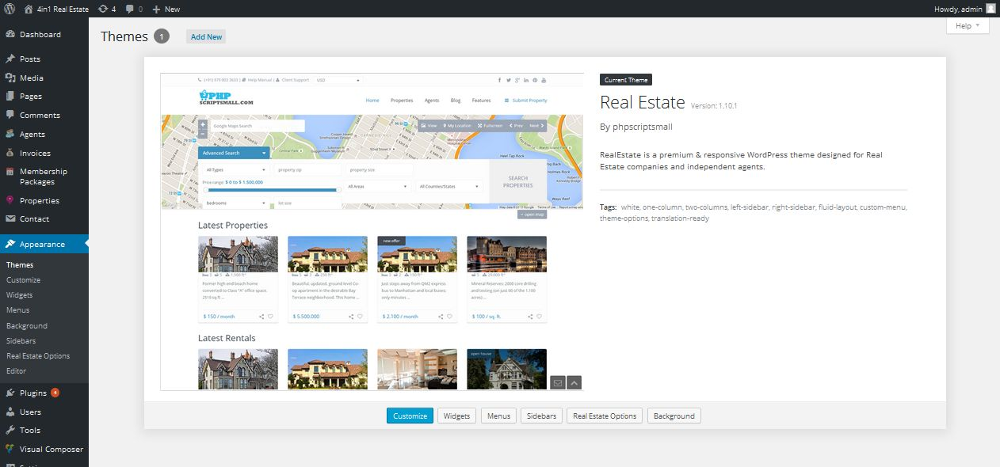 4in1 Real Estate 4 0 New Howdy, admin
Help
Dashboard
Posts
Media
Pages
Comments
Agents
Invoices
Membership
Packages
Properties
Contact
Appearance
Themes
Customize
Widgets
Menus
Background
Sidebars
Real Estate Options
Editor
Plugins 4
Users
Tools
Visual Composer
Themes 1 Add New
(+91) 979 003 3633 | Help Manual | Client Support USD
PHP
SCRIPTSMALL.COM
Home Properties Agents Blog Features Submit Property
Google Maps Search
View My Location Fullscreen Prev Next
Advanced Search
All Types property zip property size
Price range: $ 0 to $ 1.500.000
All Areas All Counties/States
SEARCH
PROPERTIES
bedrooms lot size
open map
Latest Properties
new offer
Former high end beach home
converted to Class "A" office space.
2519 sq ft ...
$ 150 / month
Beautiful, updated, ground level Co-
op apartment in the desirable Bay
Terrace neighborhood. This home ...
$ 5.500.000
Just steps away from QM2 express
bus to Manhattan and local buses;
only minutes ...
$ 2.100 / month
Mineral Reserves: 2008 core drilling
and testing (on just 60 of the 1,100
acres) ...
$ 100 / sq. ft.
Latest Rentals
open house
Current Theme
Real Estate Version: 1.10.1
By phpscriptsmall
RealEstate is a premium & responsive WordPress theme designed for Real
Estate companies and independent agents.
Tags: white, one-column, two-columns, left-sidebar, right-sidebar, fluid-layout, custom-menu,
theme-options, translation-ready
Customize Widgets Menus Sidebars Real Estate Options Background